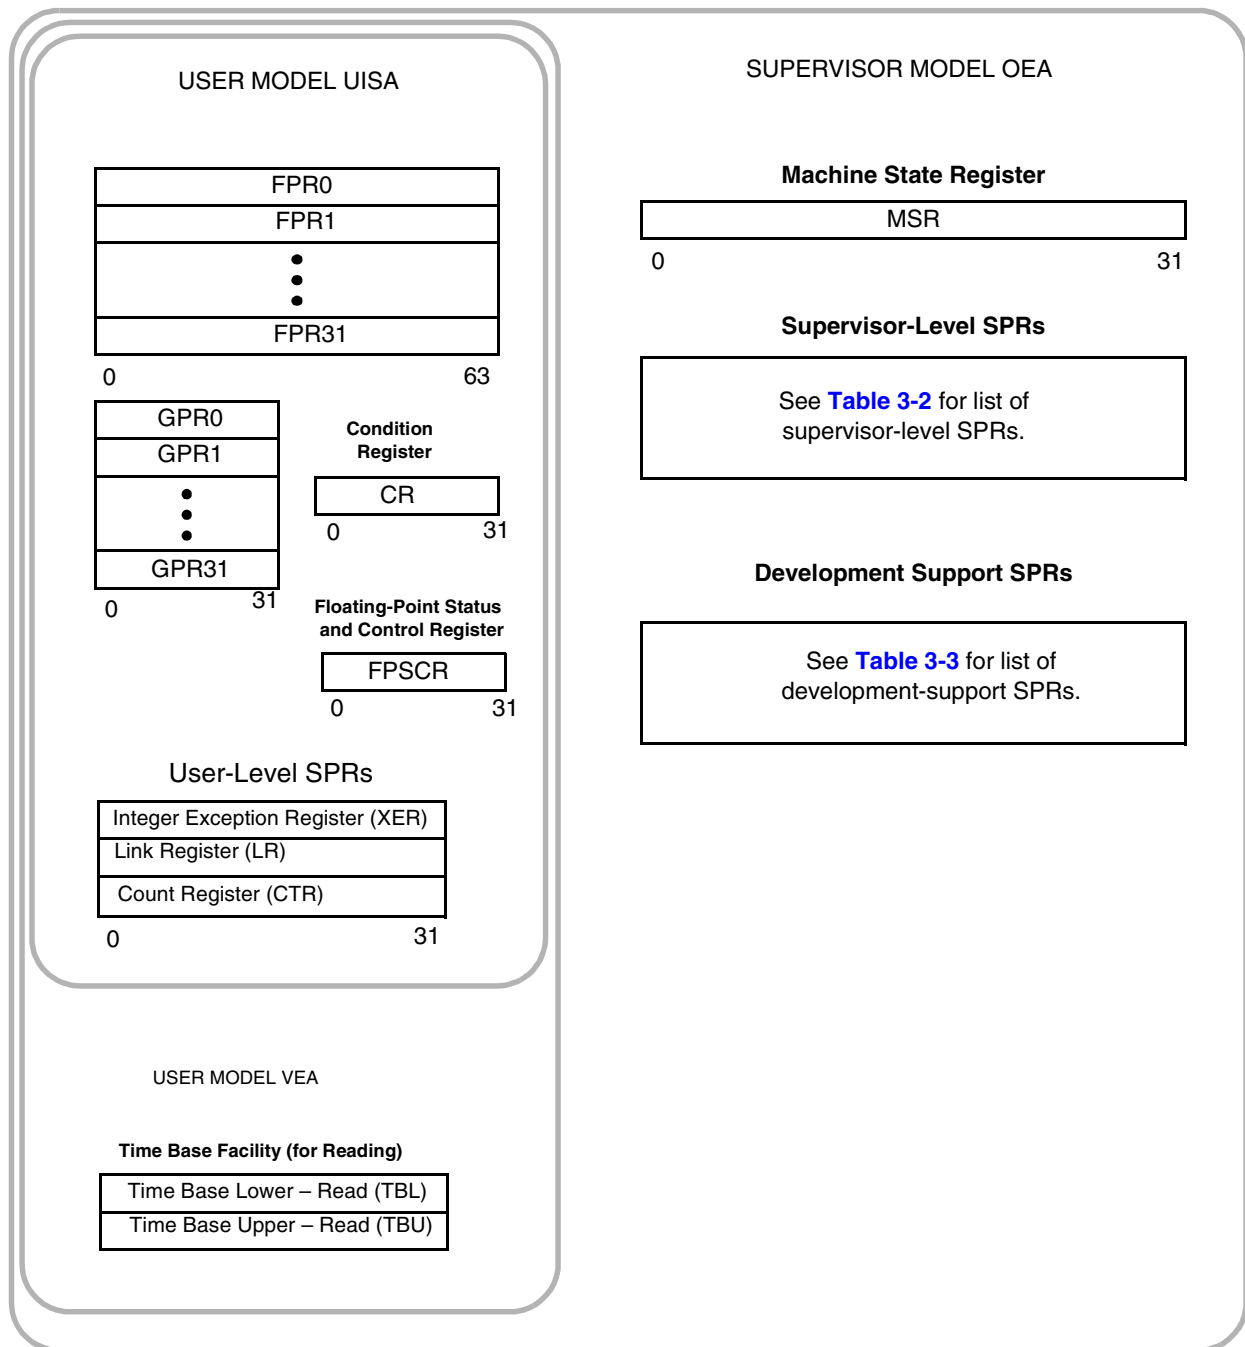 USER MODEL UISA
FPR0
FPR1
FPR31
0 63
GPR0
GPR1
GPR31
0 31
Condition
Register
CR
0 31
Floating-Point Status
and Control Register
FPSCR
0 31
User-Level SPRs
Integer Exception Register (XER)
Link Register (LR)
Count Register (CTR)
0 31
USER MODEL VEA
Time Base Facility (for Reading)
Time Base Lower – Read (TBL)
Time Base Upper – Read (TBU)
SUPERVISOR MODEL OEA
Machine State Register
MSR
0 31
Supervisor-Level SPRs
See Table 3-2 for list of
supervisor-level SPRs.
Development Support SPRs
See Table 3-3 for list of
development-support SPRs.